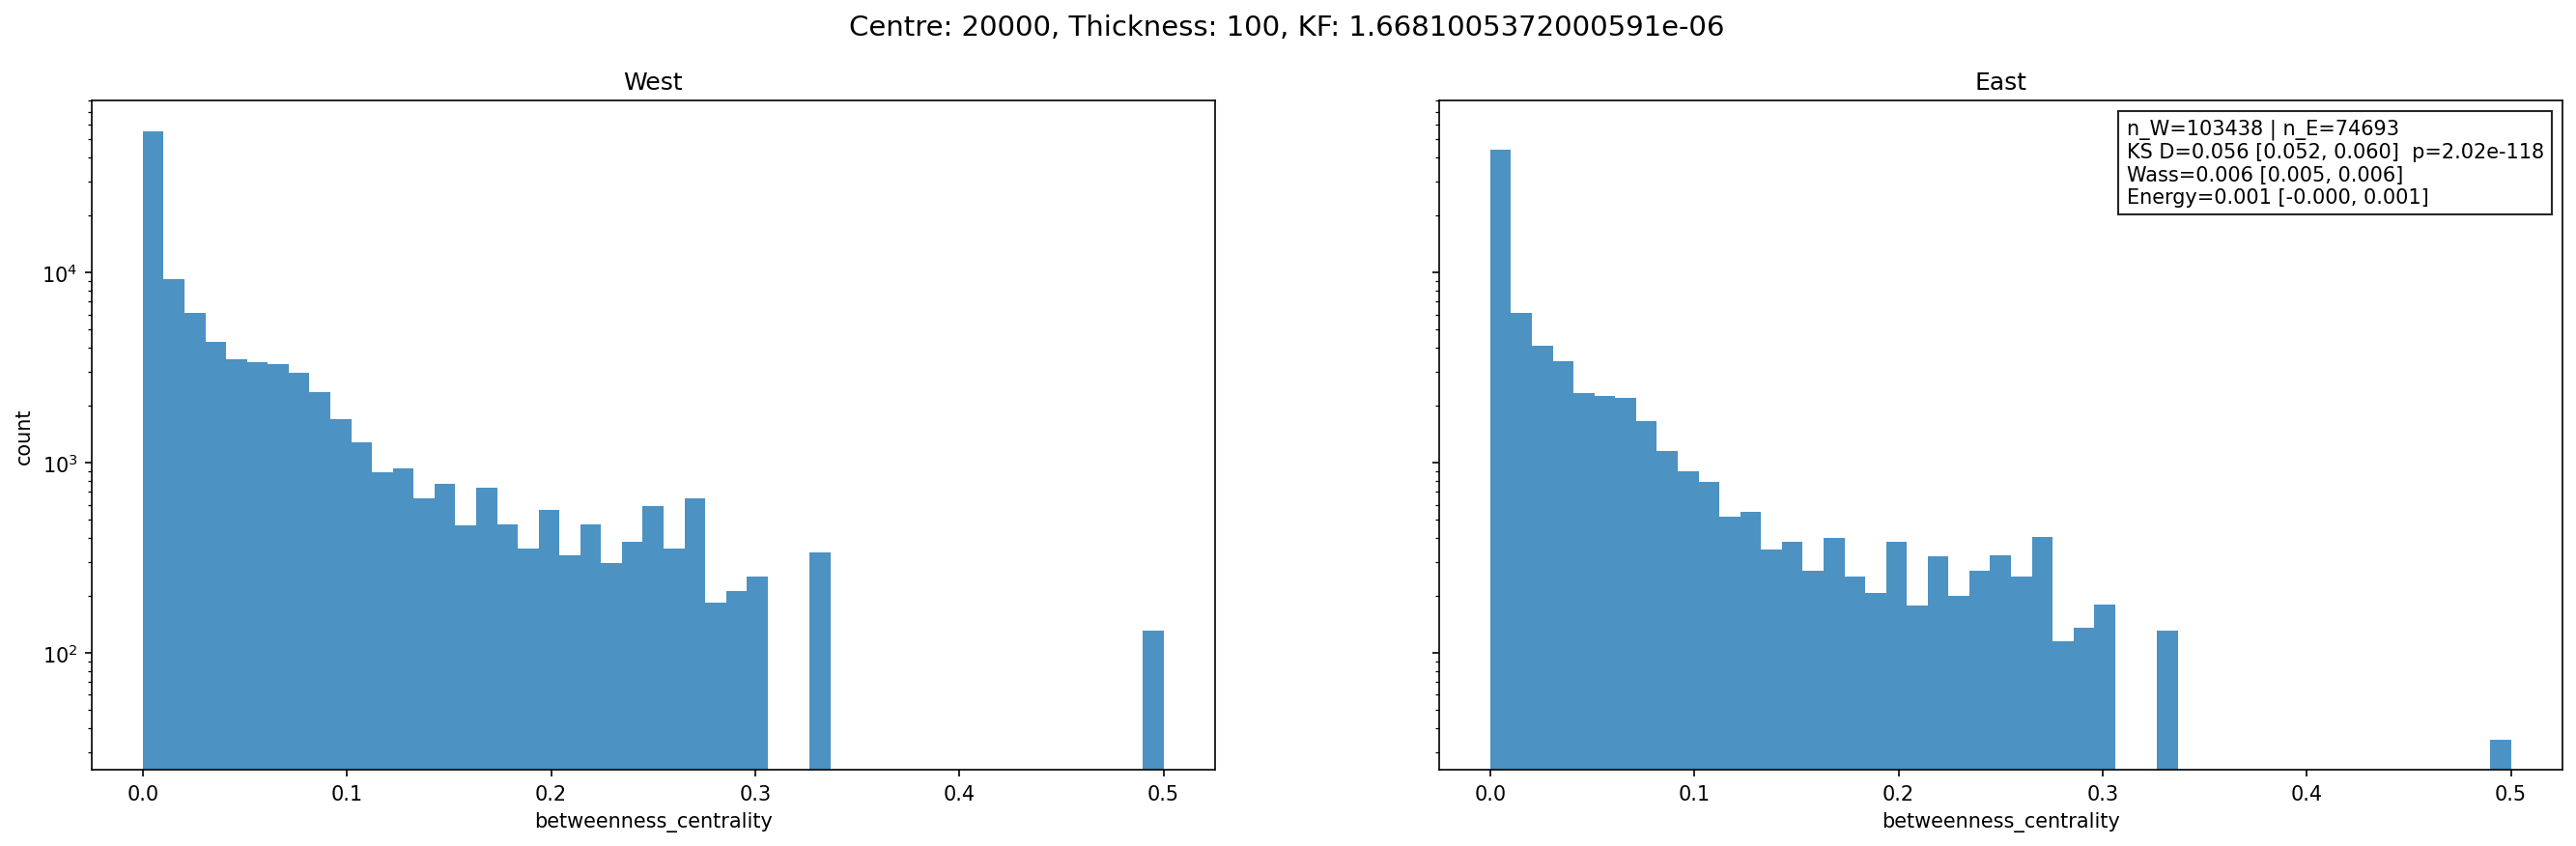 Centre: 20000, Thickness: 100, KF: 1.6681005372000591e-06
West
count
10⁴
10³
10²
0.0 0.1 0.2 0.3 0.4 0.5
betweenness_centrality
East
n_W=103438 | n_E=74693
KS D=0.056 [0.052, 0.060]  p=2.02e-118
Wass=0.006 [0.005, 0.006]
Energy=0.001 [-0.000, 0.001]
0.0 0.1 0.2 0.3 0.4 0.5
betweenness_centrality